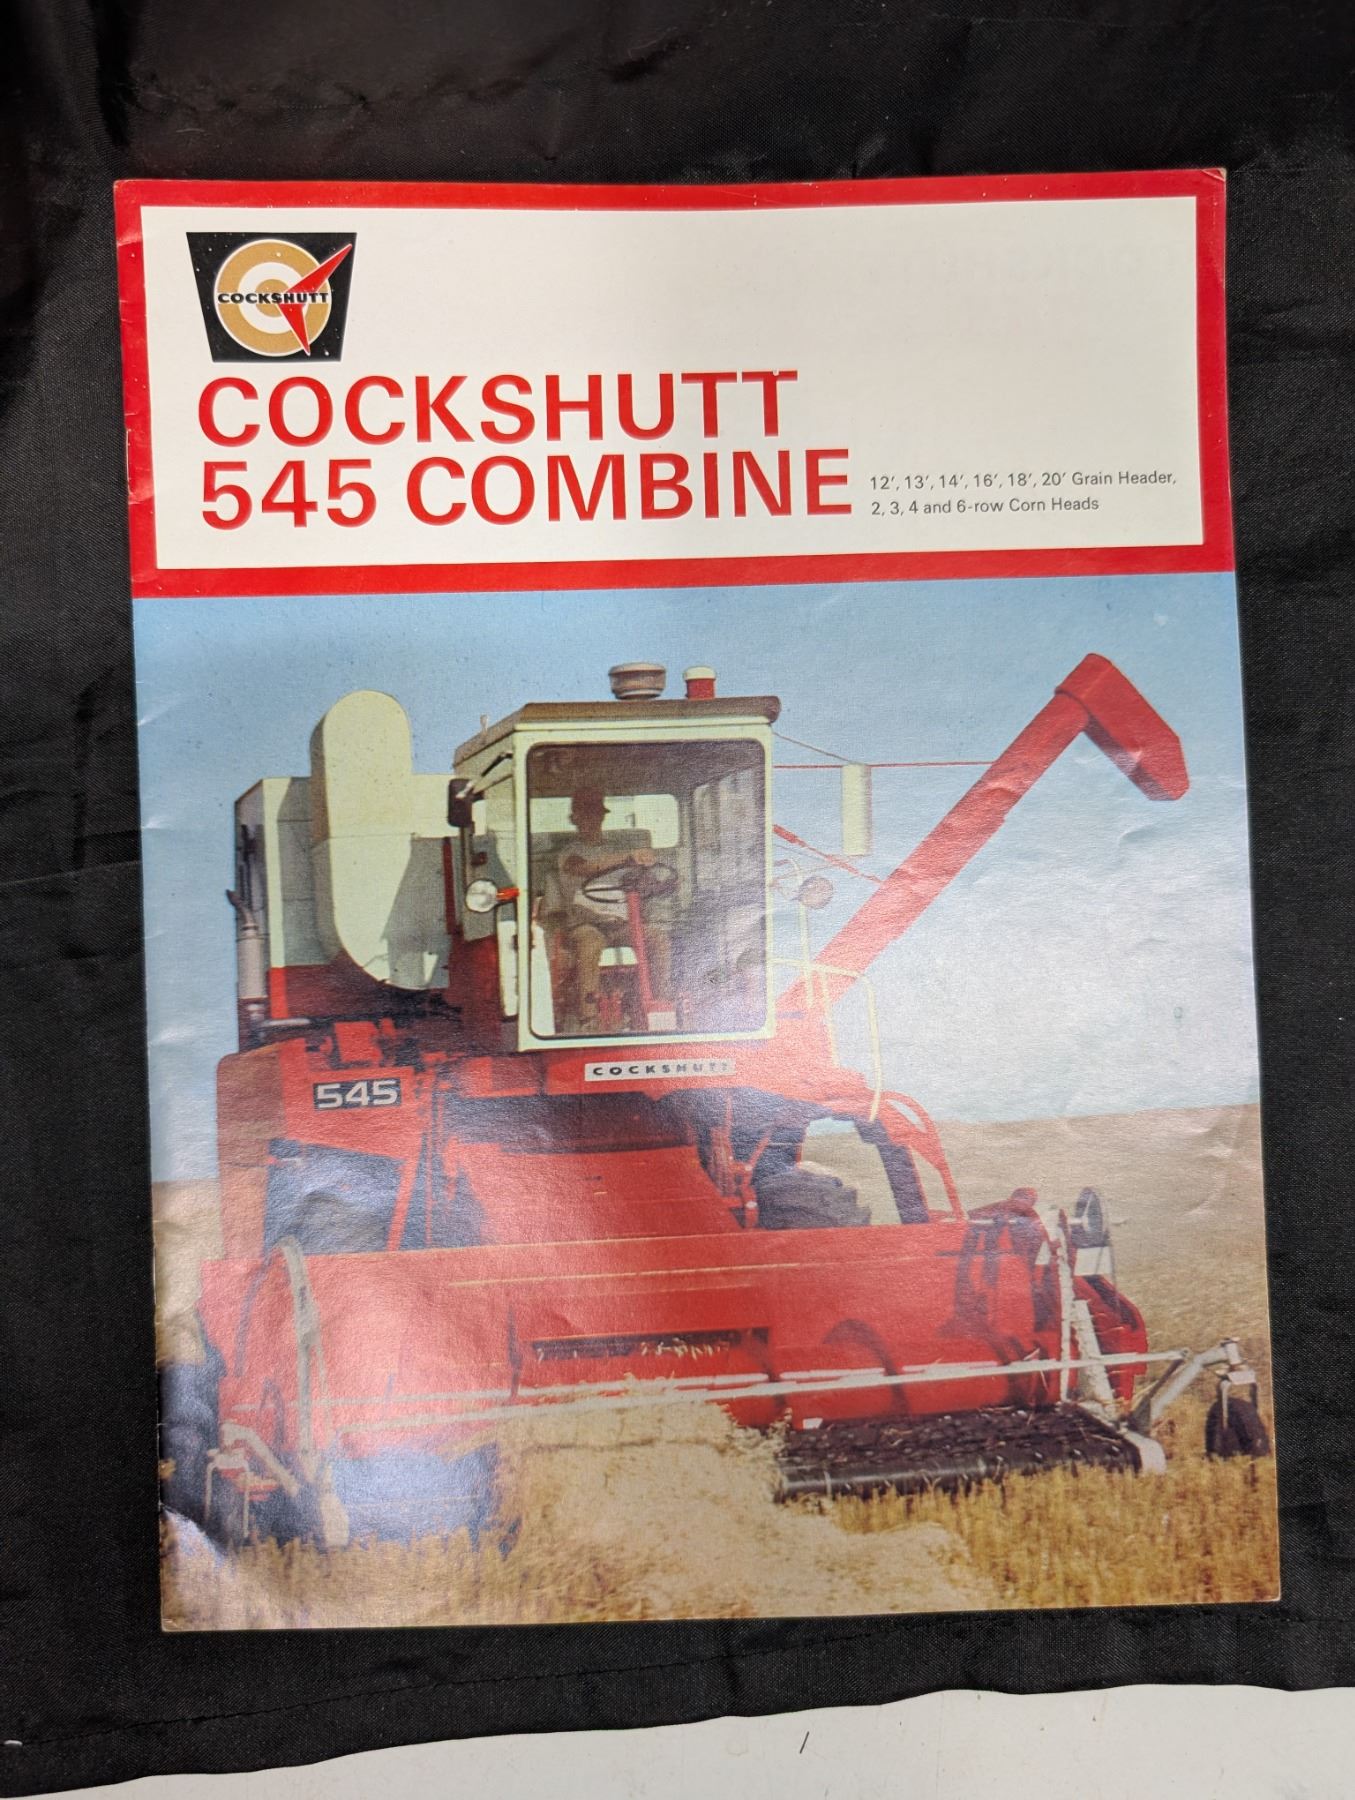 COCKSHUTT
COCKSHUTT
545 COMBINE
12′, 13′, 14′, 16′, 18′, 20′ Grain Header,
2, 3, 4 and 6-row Corn Heads
COCKSHUTT
545